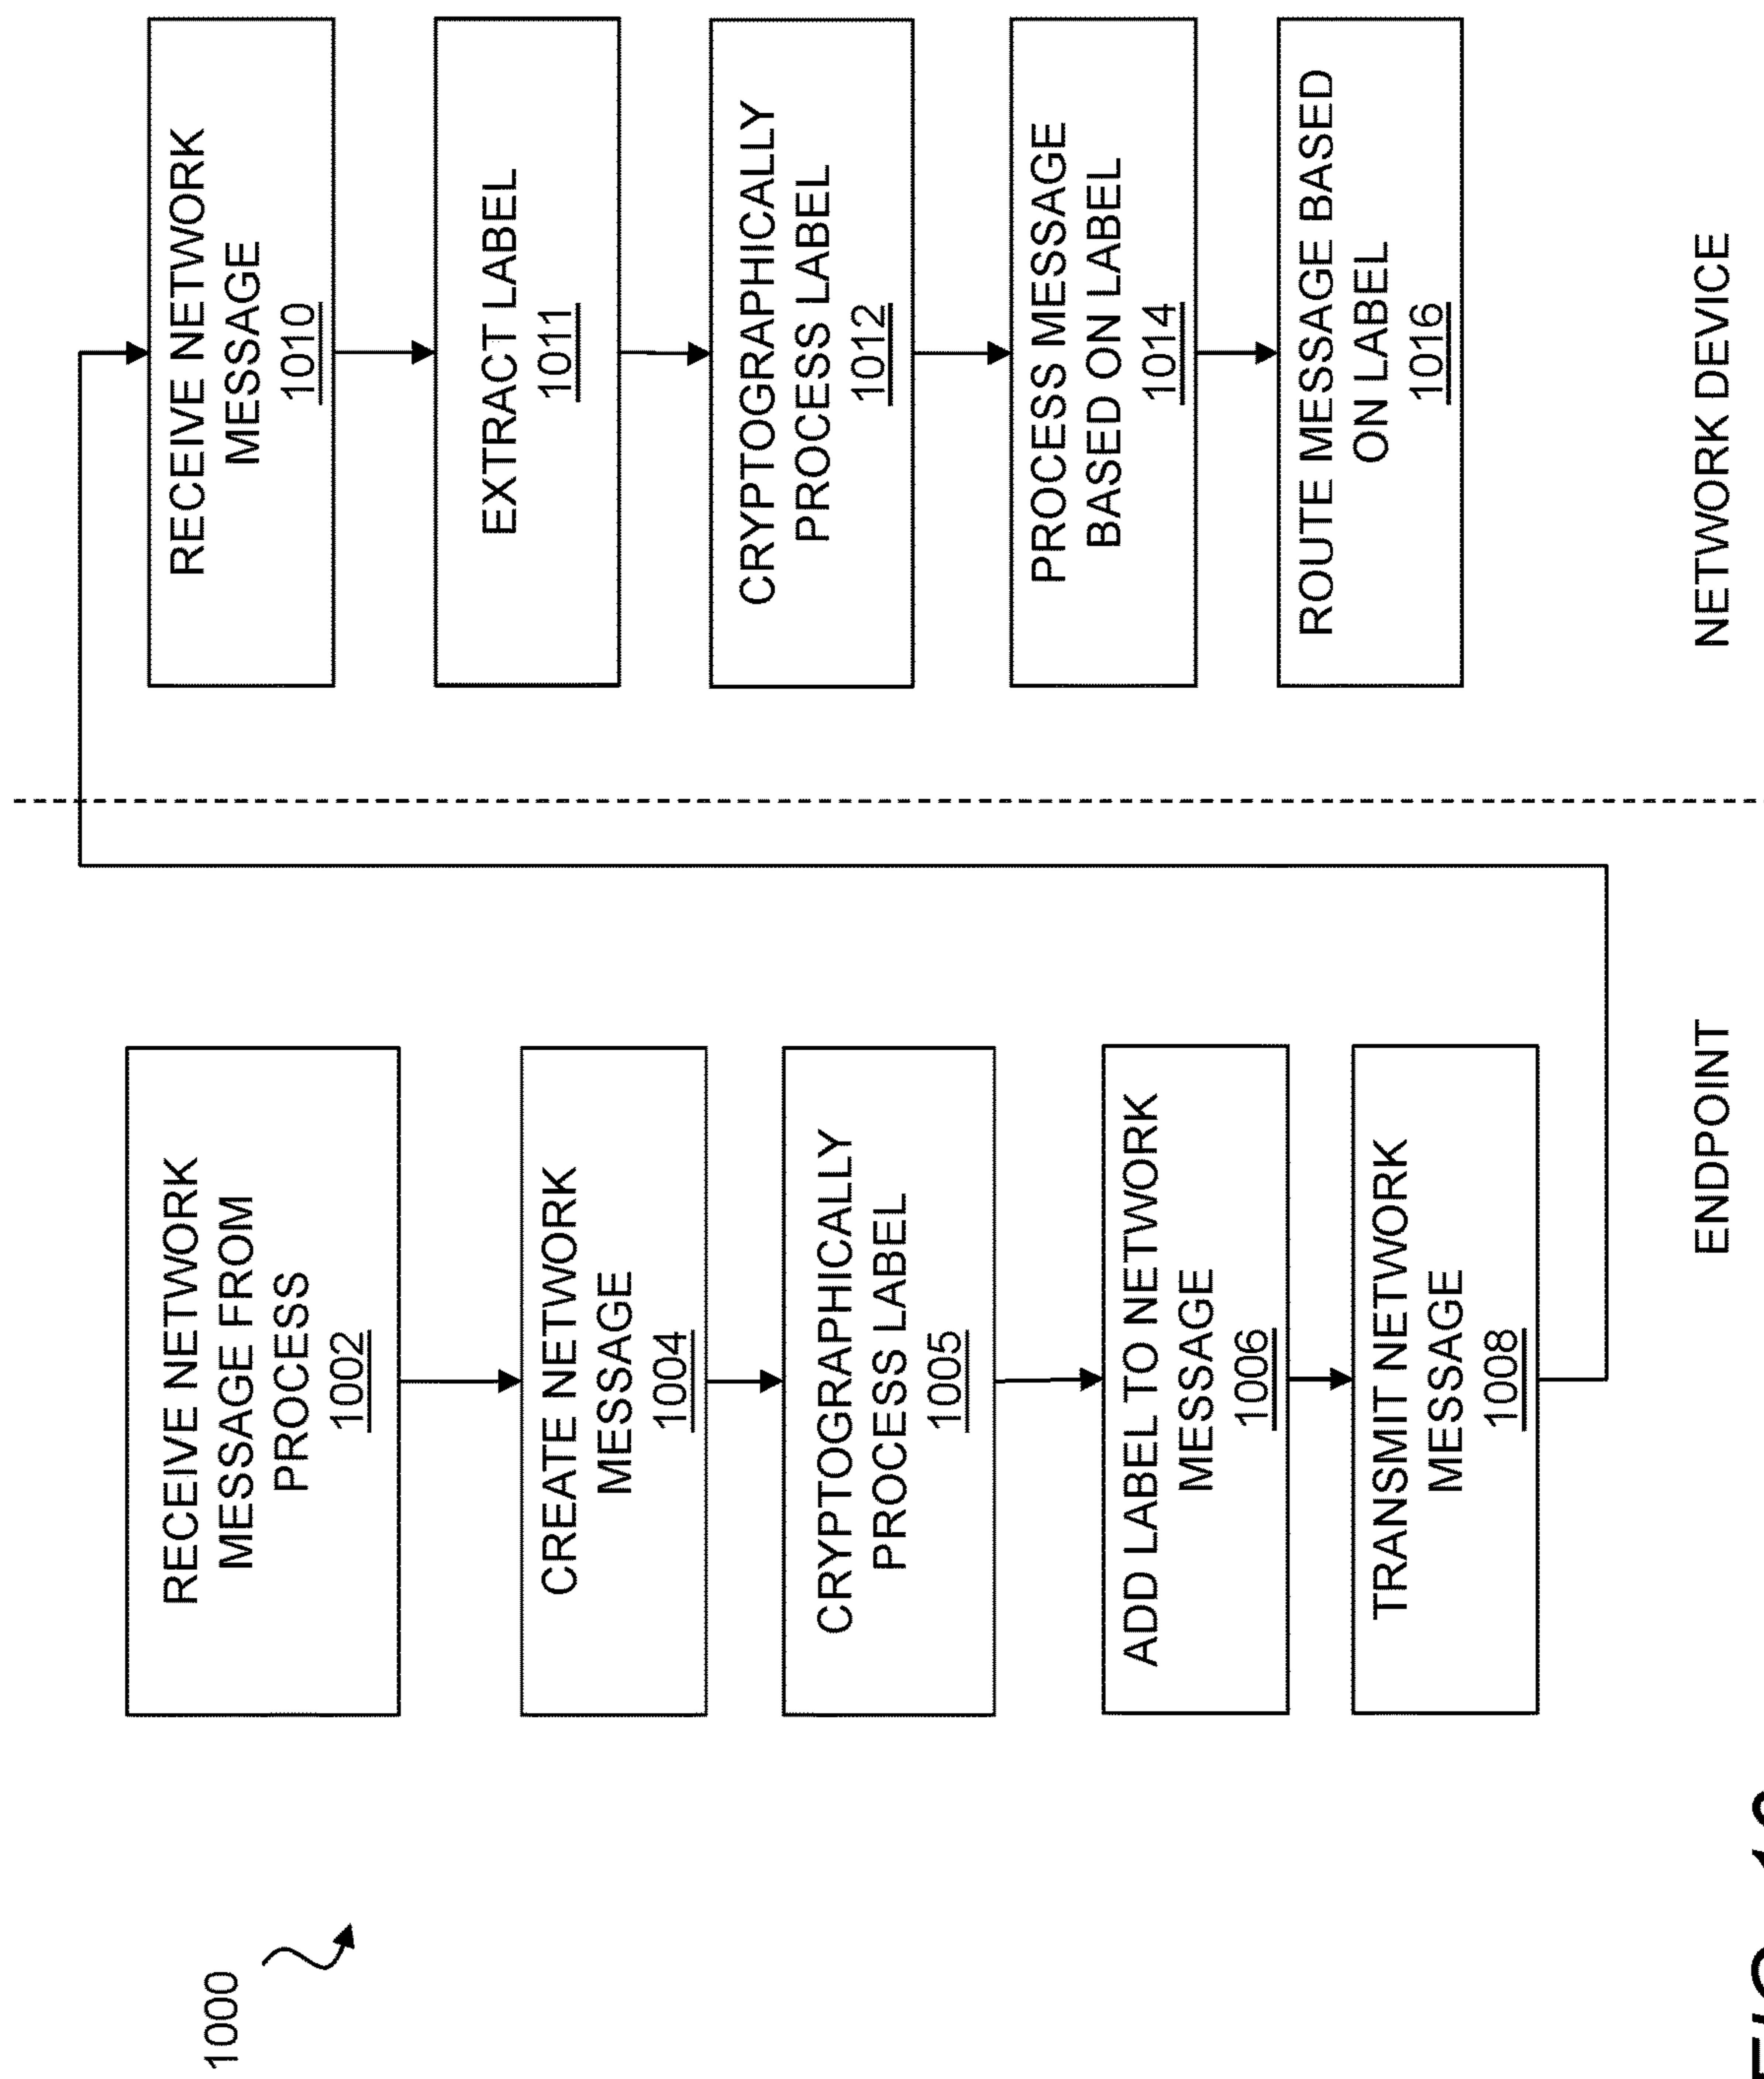 1000
RECEIVE NETWORK
MESSAGE FROM
PROCESS
1002
CREATE NETWORK
MESSAGE
1004
CRYPTOGRAPHICALLY
PROCESS LABEL
1005
ADD LABEL TO NETWORK
MESSAGE
1006
TRANSMIT NETWORK
MESSAGE
1008
ENDPOINT
RECEIVE NETWORK
MESSAGE
1010
EXTRACT LABEL
1011
CRYPTOGRAPHICALLY
PROCESS LABEL
1012
PROCESS MESSAGE
BASED ON LABEL
1014
ROUTE MESSAGE BASED
ON LABEL
1016
NETWORK DEVICE